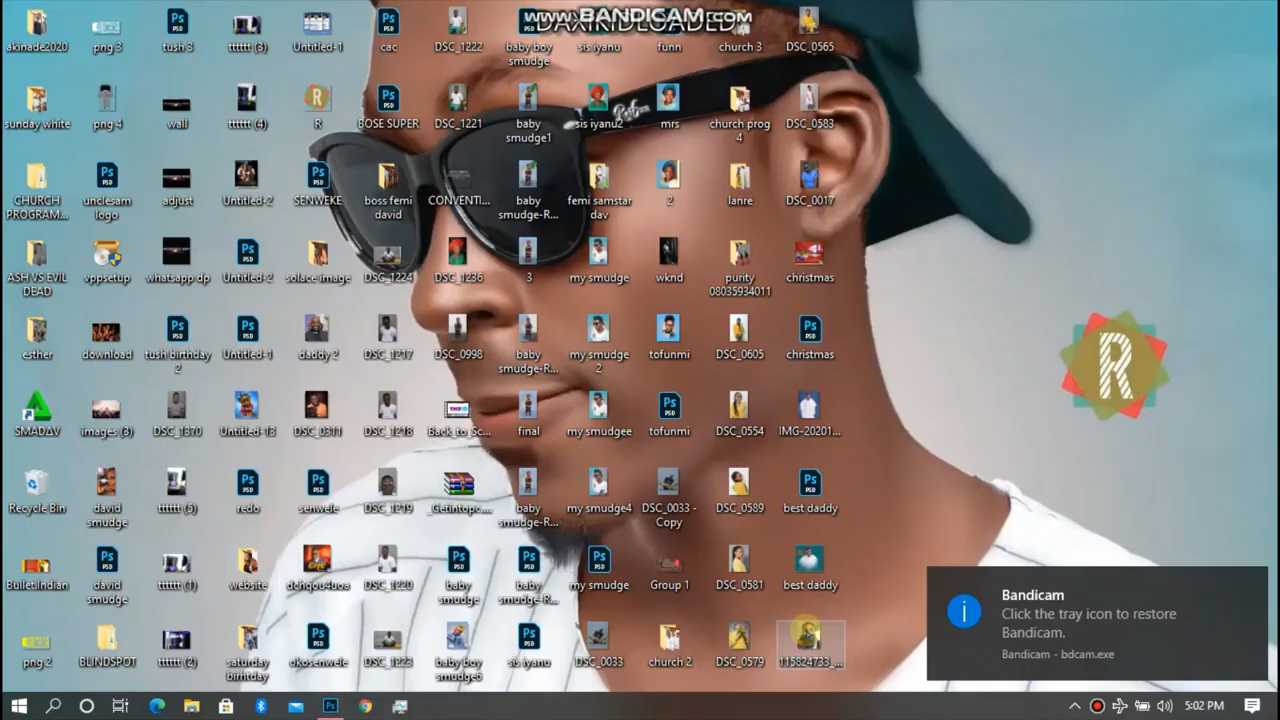 www.BANDICAM.com
akinade2020
png 3
tush 3
tttttt (3)
Untitled-1
cac
DSC_1222
baby boy
smudge
sis iyanu
funn
church 3
DSC_0565
sunday white
png 4
wall
tttttt (4)
R
BOSE SUPER
DSC_1221
baby
smudge1
sis iyanu2
mrs
church prog
4
DSC_0583
CHURCH
PROGRAM...
unclesam
logo
adjust
Untitled-2
SENWEKE
boss femi
david
CONVENTI...
baby
smudge-R...
femi samstar
dav
2
lanre
DSC_0017
ASH VS EVIL
DEAD
vppsetup
whatsapp dp
Untitled-2
solace image
DSC_1224
DSC_1236
3
my smudge
wknd
purity
08035934011
christmas
esther
download
tush birthday
2
Untitled-1
daddy 2
DSC_1217
DSC_0998
baby
smudge-R...
my smudge
2
tofunmi
DSC_0605
christmas
SMADΔV
images (3)
DSC_1370
Untitled-13
DSC_0311
DSC_1218
Back_to_Sc...
final
my smudgee
tofunmi
DSC_0554
IMG-20201...
Recycle Bin
david
smudge
tttttt (5)
redo
senwele
DSC_1219
_Getintopc....
baby
smudge-R...
my smudge4
DSC_0033 -
Copy
DSC_0589
best daddy
BulletiIndian
david
smudge
tttttt (1)
website
DSC_1220
baby
smudge
baby
smudge-R...
my smudge
Group 1
DSC_0581
best daddy
png 2
BLINDSPOT
tttttt (2)
saturday
birthday
okosenwele
DSC_1223
baby boy
smudge6
sis iyanu
DSC_0033
church 2
DSC_0579
115824733_...
R
Bandicam
Click the tray icon to restore
Bandicam.
Bandicam - bdcam.exe
5:02 PM